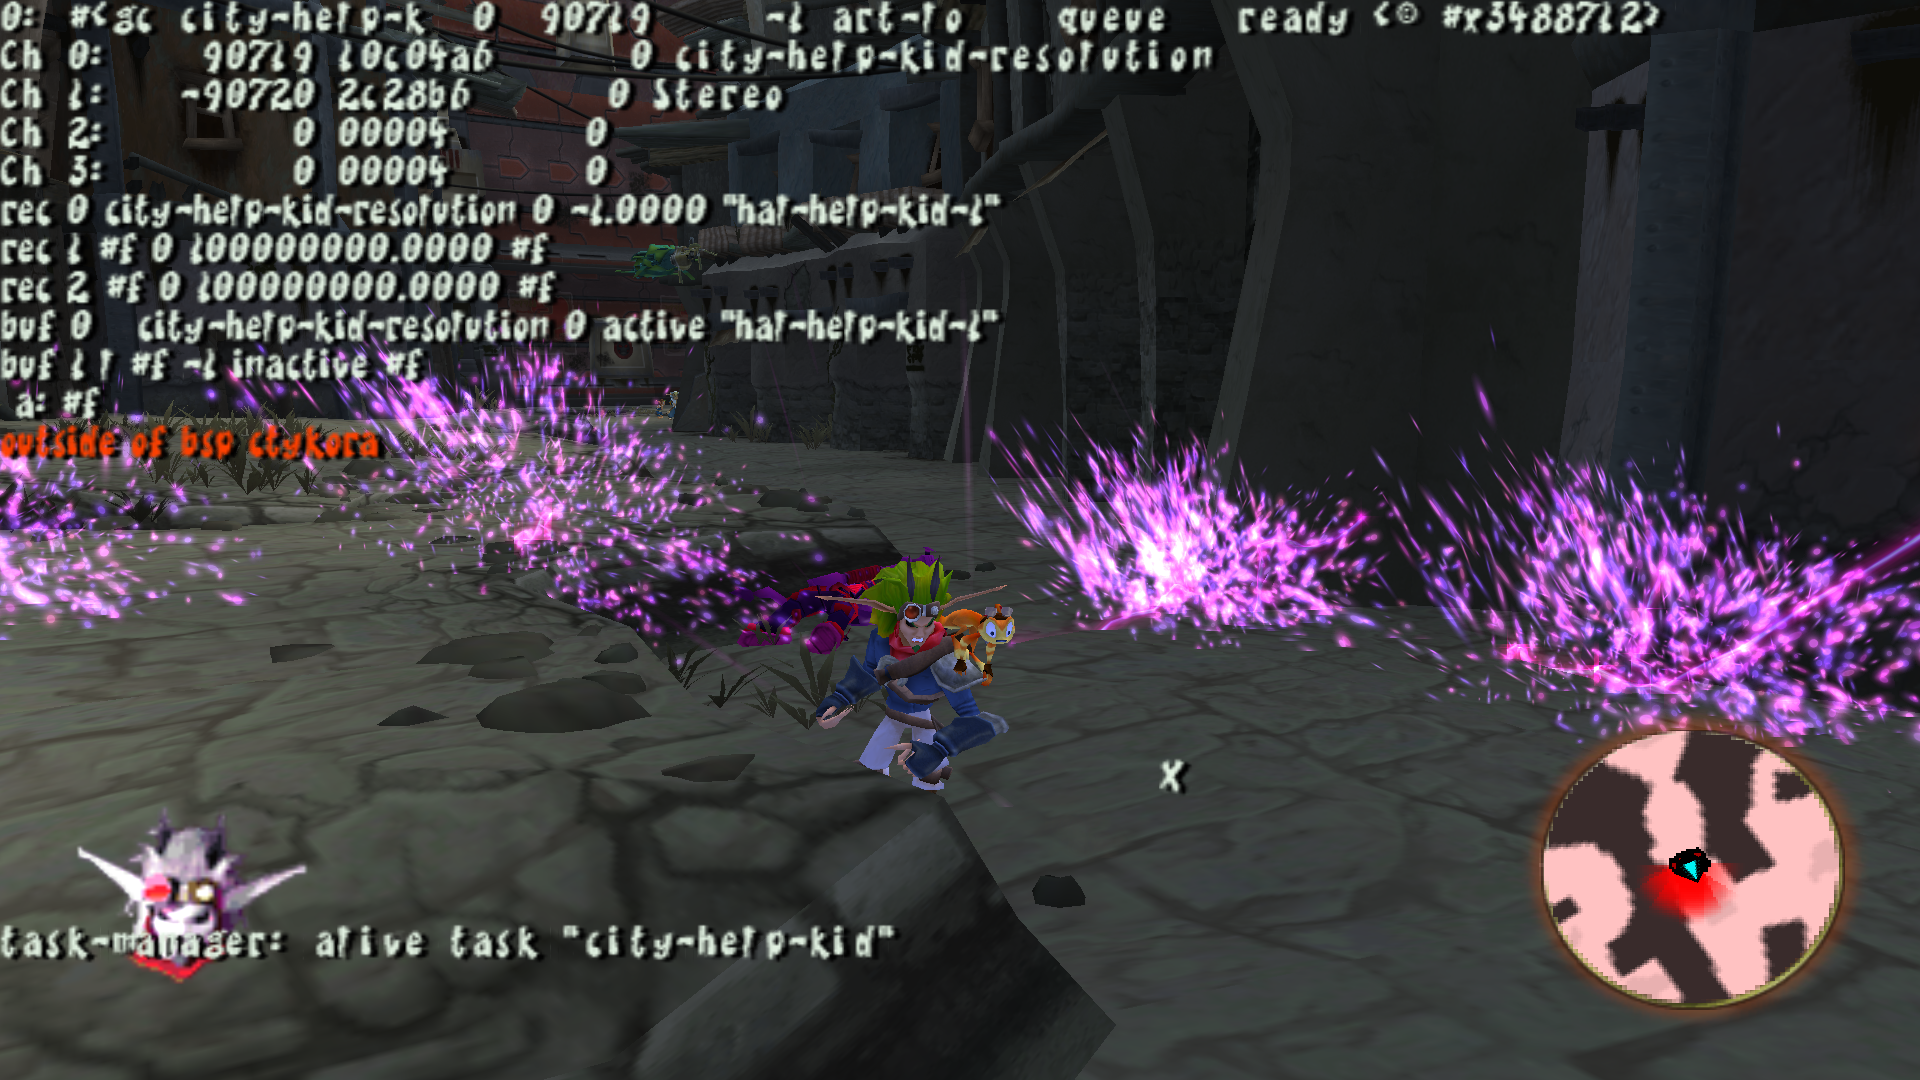 0: #<gc city-help-k 0 90719 -1 art-lo queue ready (@ #x3488712>
Ch 0: 90719 10c04a6 0 city-help-kid-resolution
Ch 1: -90720 2c28b6 0 Stereo
Ch 2: 0 00004 0
Ch 3: 0 00004 0
rec 0 city-help-kid-resolution 0 -1.0000 "hal-help-kid-1"
rec 1 #f 0 100000000.0000 #f
rec 2 #f 0 100000000.0000 #f
buf 0 city-help-kid-resolution 0 active "hal-help-kid-1"
buf 1 l #f -1 inactive #f
a: #f
outside of bsp ctykora
X
task-manager: alive task "city-help-kid"